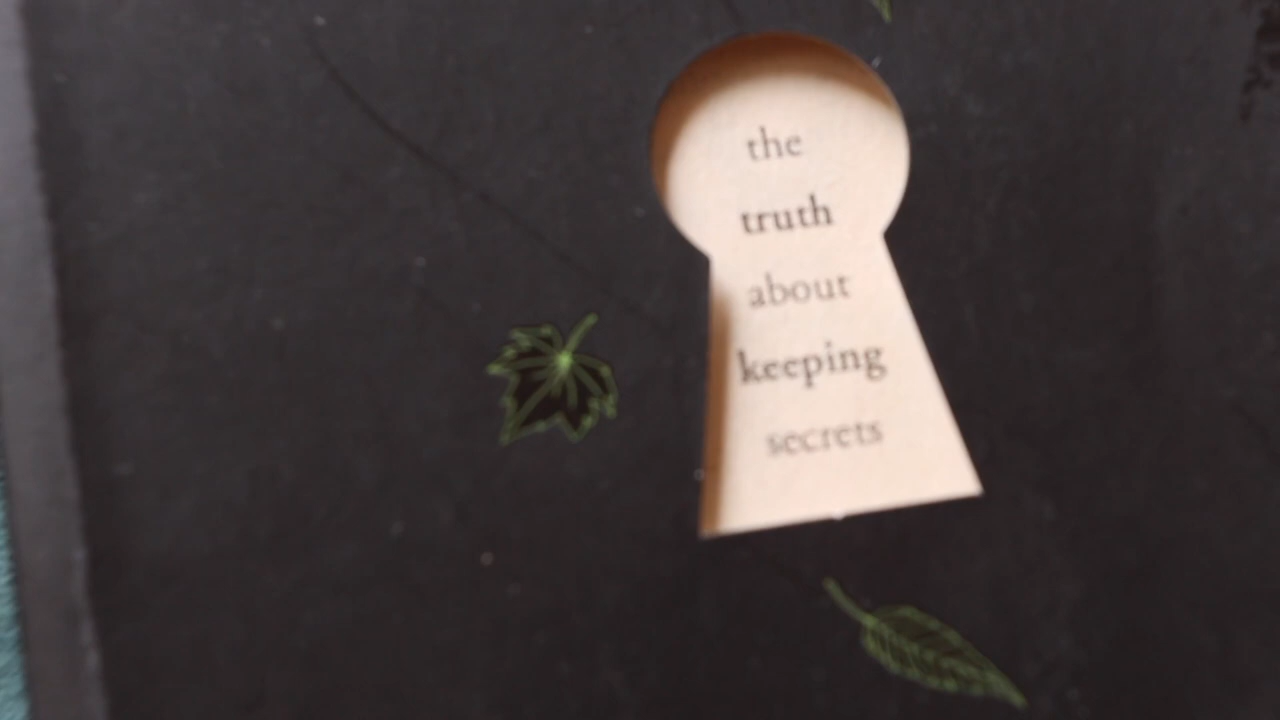 the
truth
about
keeping
secrets